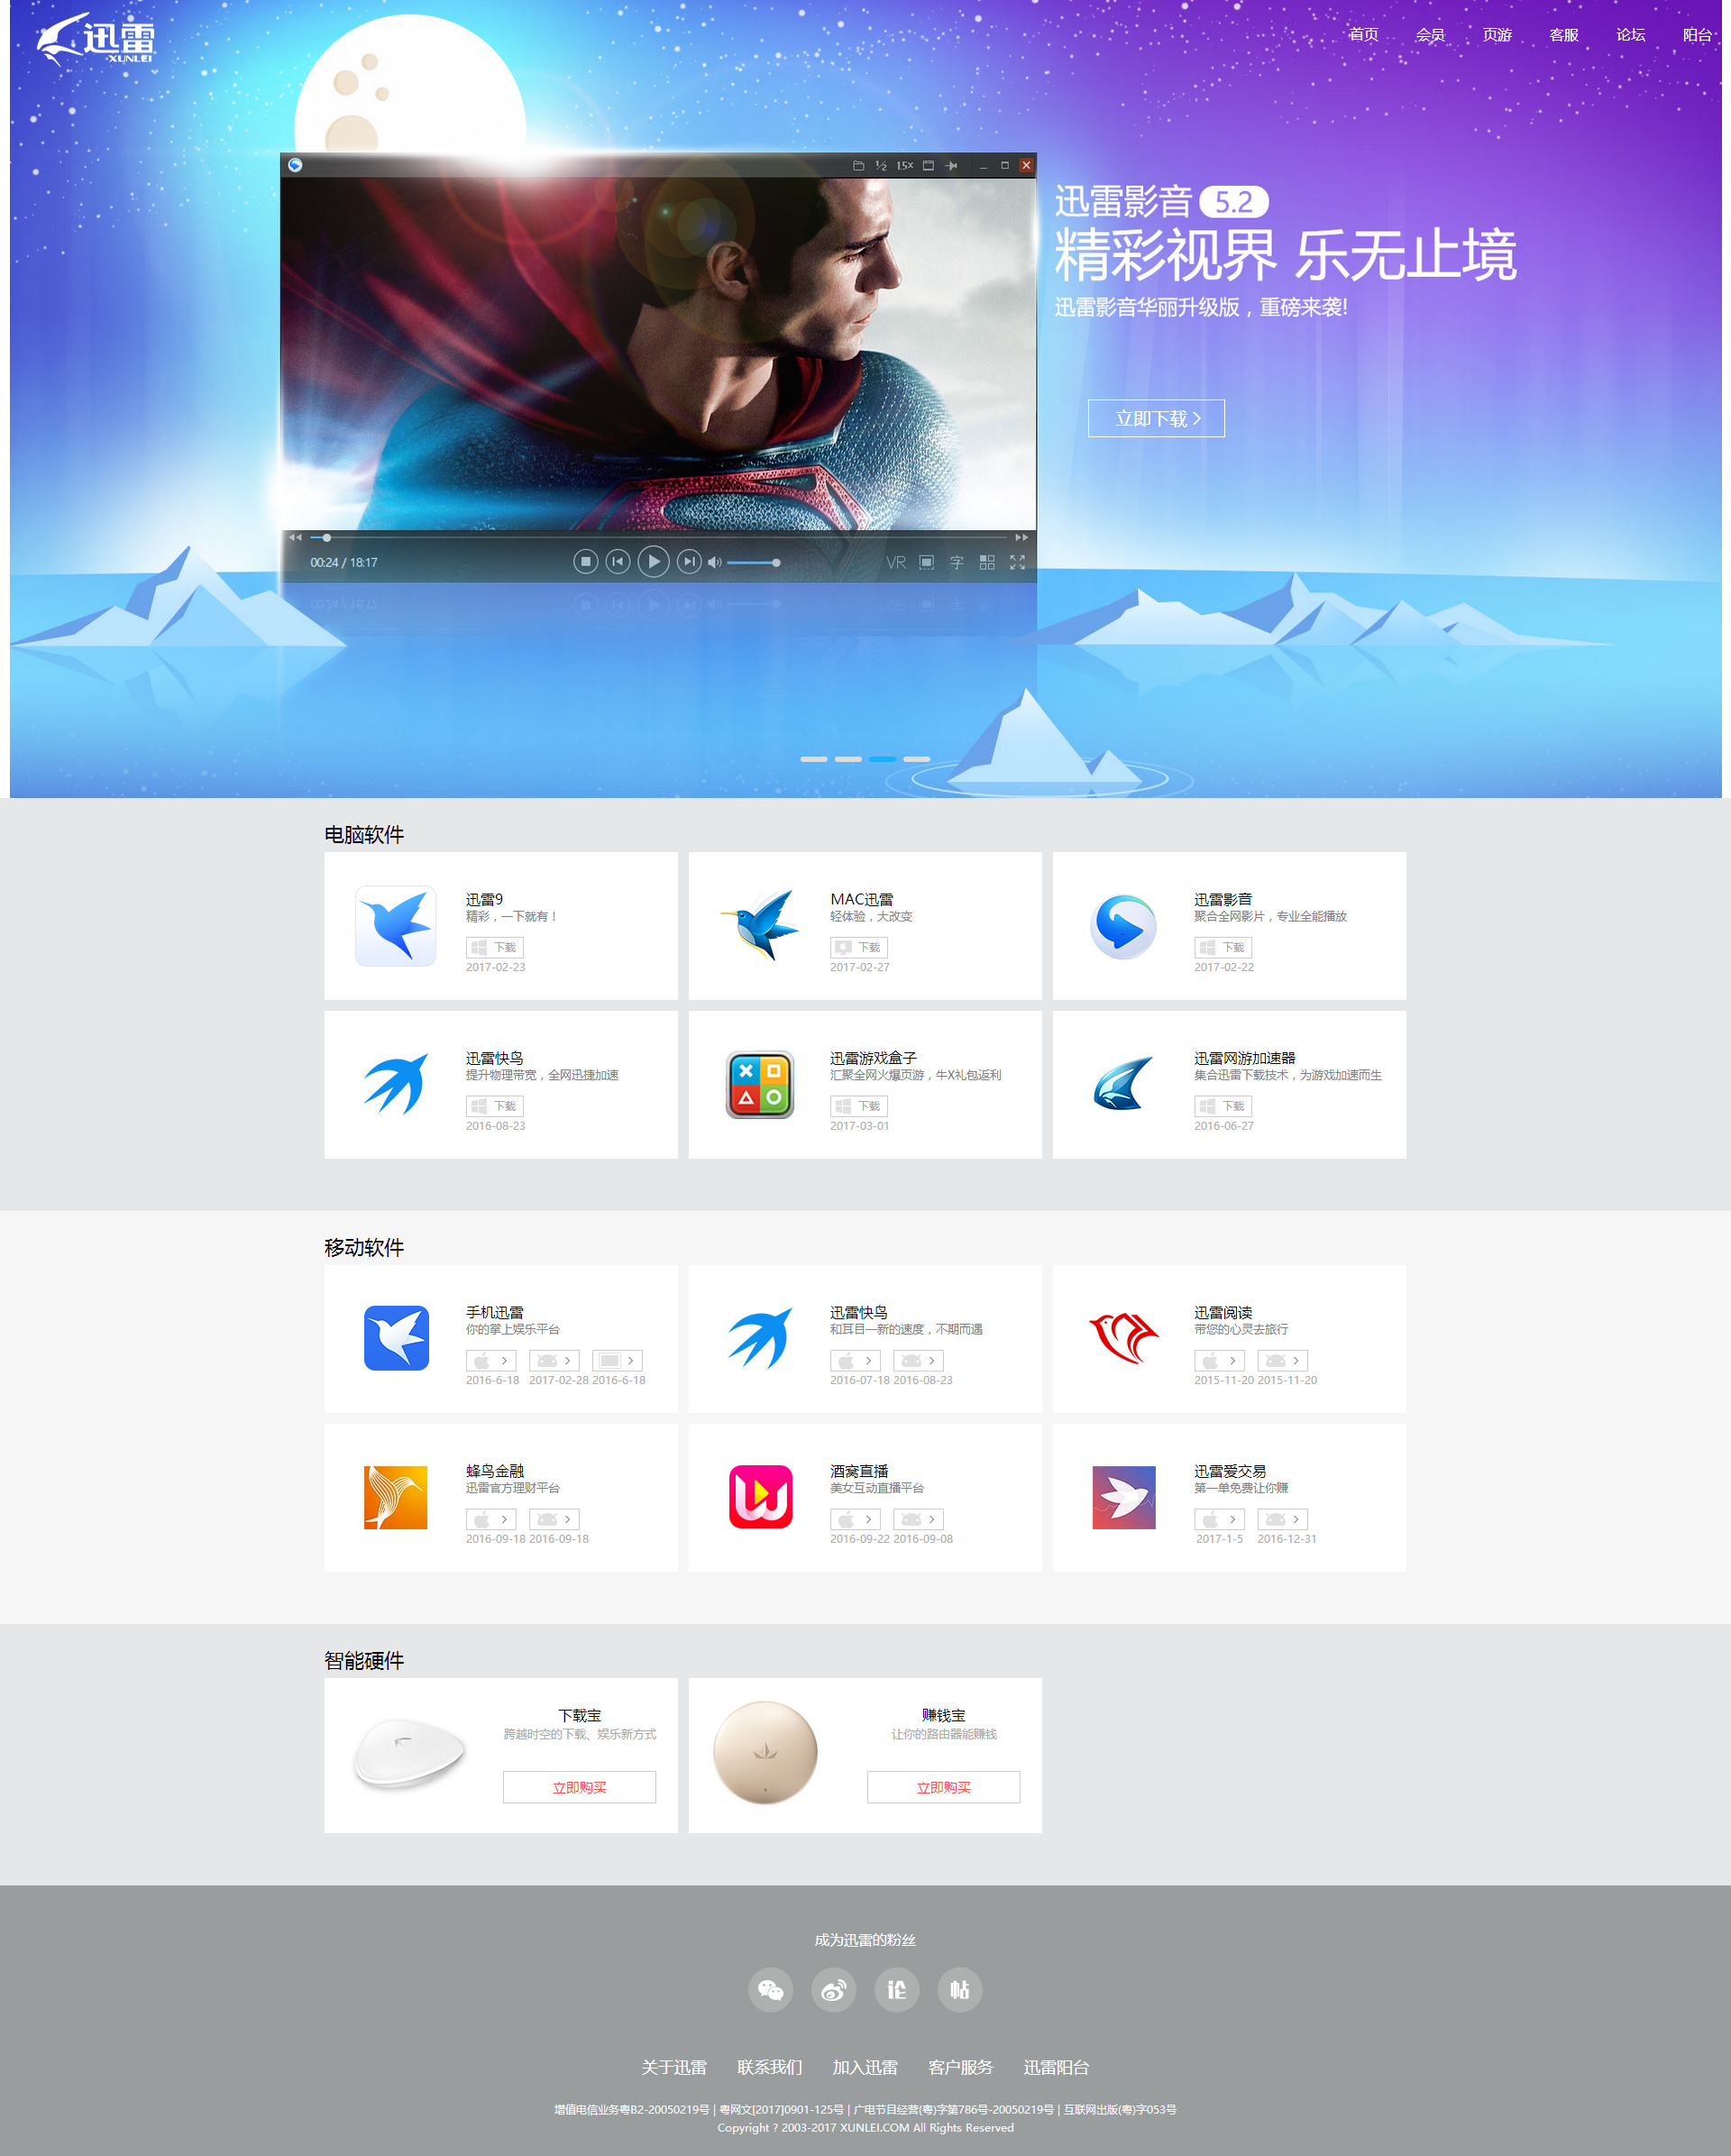 迅雷
XUNLEI
首页 会员 页游 客服 论坛 阳台
1/2 15x
迅雷影音 5.2
精彩视界 乐无止境
迅雷影音华丽升级版，重磅来袭!
立即下载 >
00:24 / 18:17
VR 字
电脑软件
迅雷9
精彩，一下就有！
下载
2017-02-23
MAC迅雷
轻体验，大改变
下载
2017-02-27
迅雷影音
聚合全网影片，专业全能播放
下载
2017-02-22
迅雷快鸟
提升物理带宽，全网迅捷加速
下载
2016-08-23
迅雷游戏盒子
汇聚全网火爆页游，牛X礼包返利
下载
2017-03-01
迅雷网游加速器
集合迅雷下载技术，为游戏加速而生
下载
2016-06-27
移动软件
手机迅雷
你的掌上娱乐平台
2016-6-18 2017-02-28 2016-6-18
迅雷快鸟
和耳目一新的速度，不期而遇
2016-07-18 2016-08-23
迅雷阅读
带您的心灵去旅行
2015-11-20 2015-11-20
蜂鸟金融
迅雷官方理财平台
2016-09-18 2016-09-18
酒窝直播
美女互动直播平台
2016-09-22 2016-09-08
迅雷爱交易
第一单免费让你赚
2017-1-5 2016-12-31
智能硬件
下载宝
跨越时空的下载、娱乐新方式
立即购买
赚钱宝
让你的路由器能赚钱
立即购买
成为迅雷的粉丝
帖
关于迅雷 联系我们 加入迅雷 客户服务 迅雷阳台
增值电信业务粤B2-20050219号 | 粤网文[2017]0901-125号 | 广电节目经营(粤)字第786号-20050219号 | 互联网出版(粤)字053号
Copyright ? 2003-2017 XUNLEI.COM All Rights Reserved